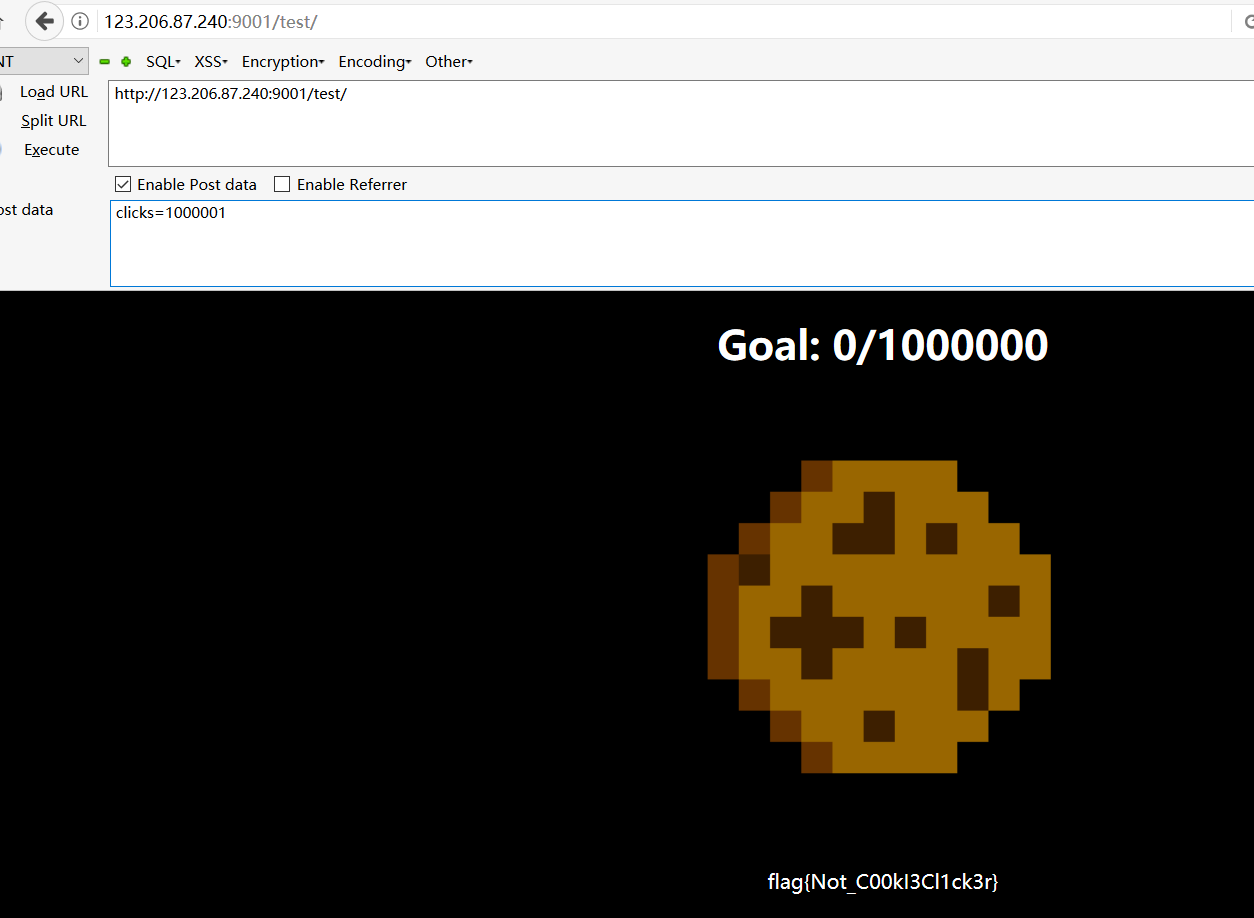 123.206.87.240:9001/test/
NT SQL▾ XSS▾ Encryption▾ Encoding▾ Other▾
Load URL
http://123.206.87.240:9001/test/
Split URL
Execute
Enable Post data Enable Referrer
ost data
clicks=1000001
Goal: 0/1000000
flag{Not_C00kI3Cl1ck3r}